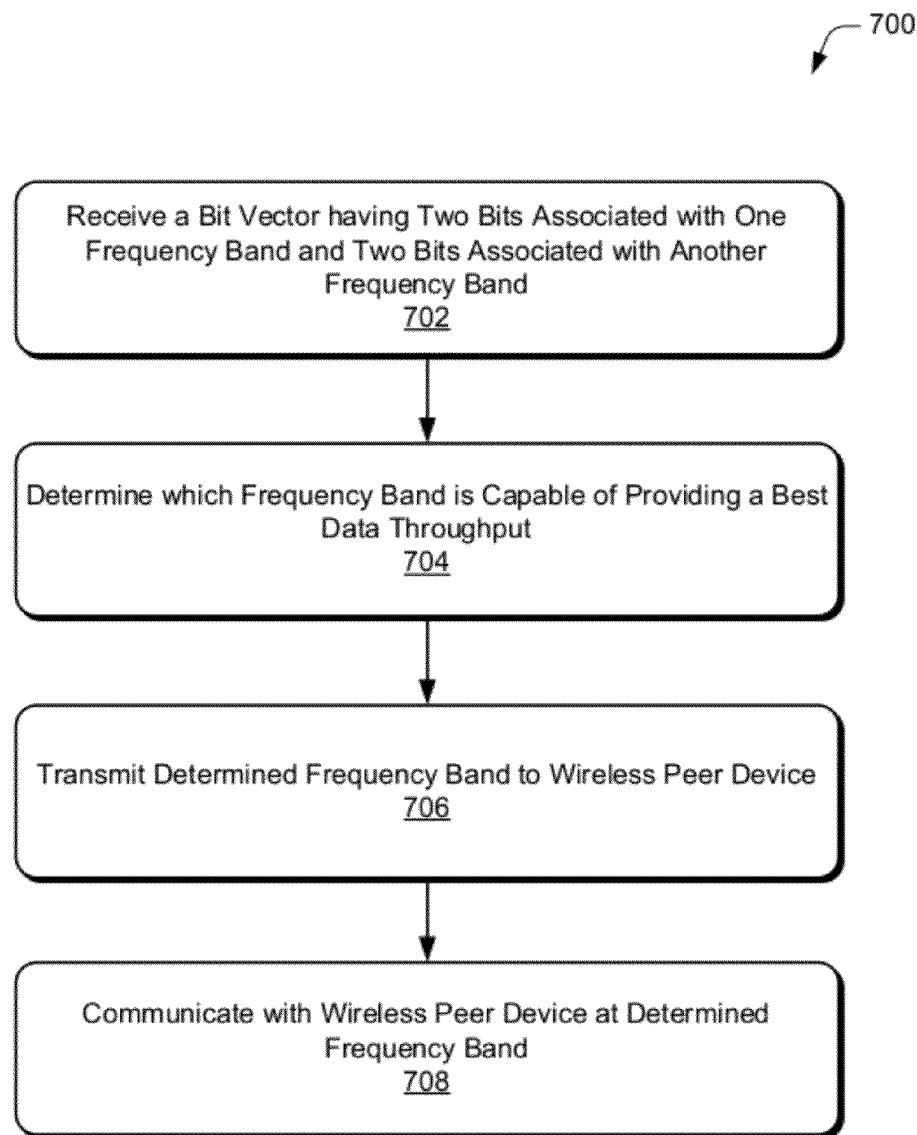 700
Receive a Bit Vector having Two Bits Associated with One
Frequency Band and Two Bits Associated with Another
Frequency Band
702
Determine which Frequency Band is Capable of Providing a Best
Data Throughput
704
Transmit Determined Frequency Band to Wireless Peer Device
706
Communicate with Wireless Peer Device at Determined
Frequency Band
708